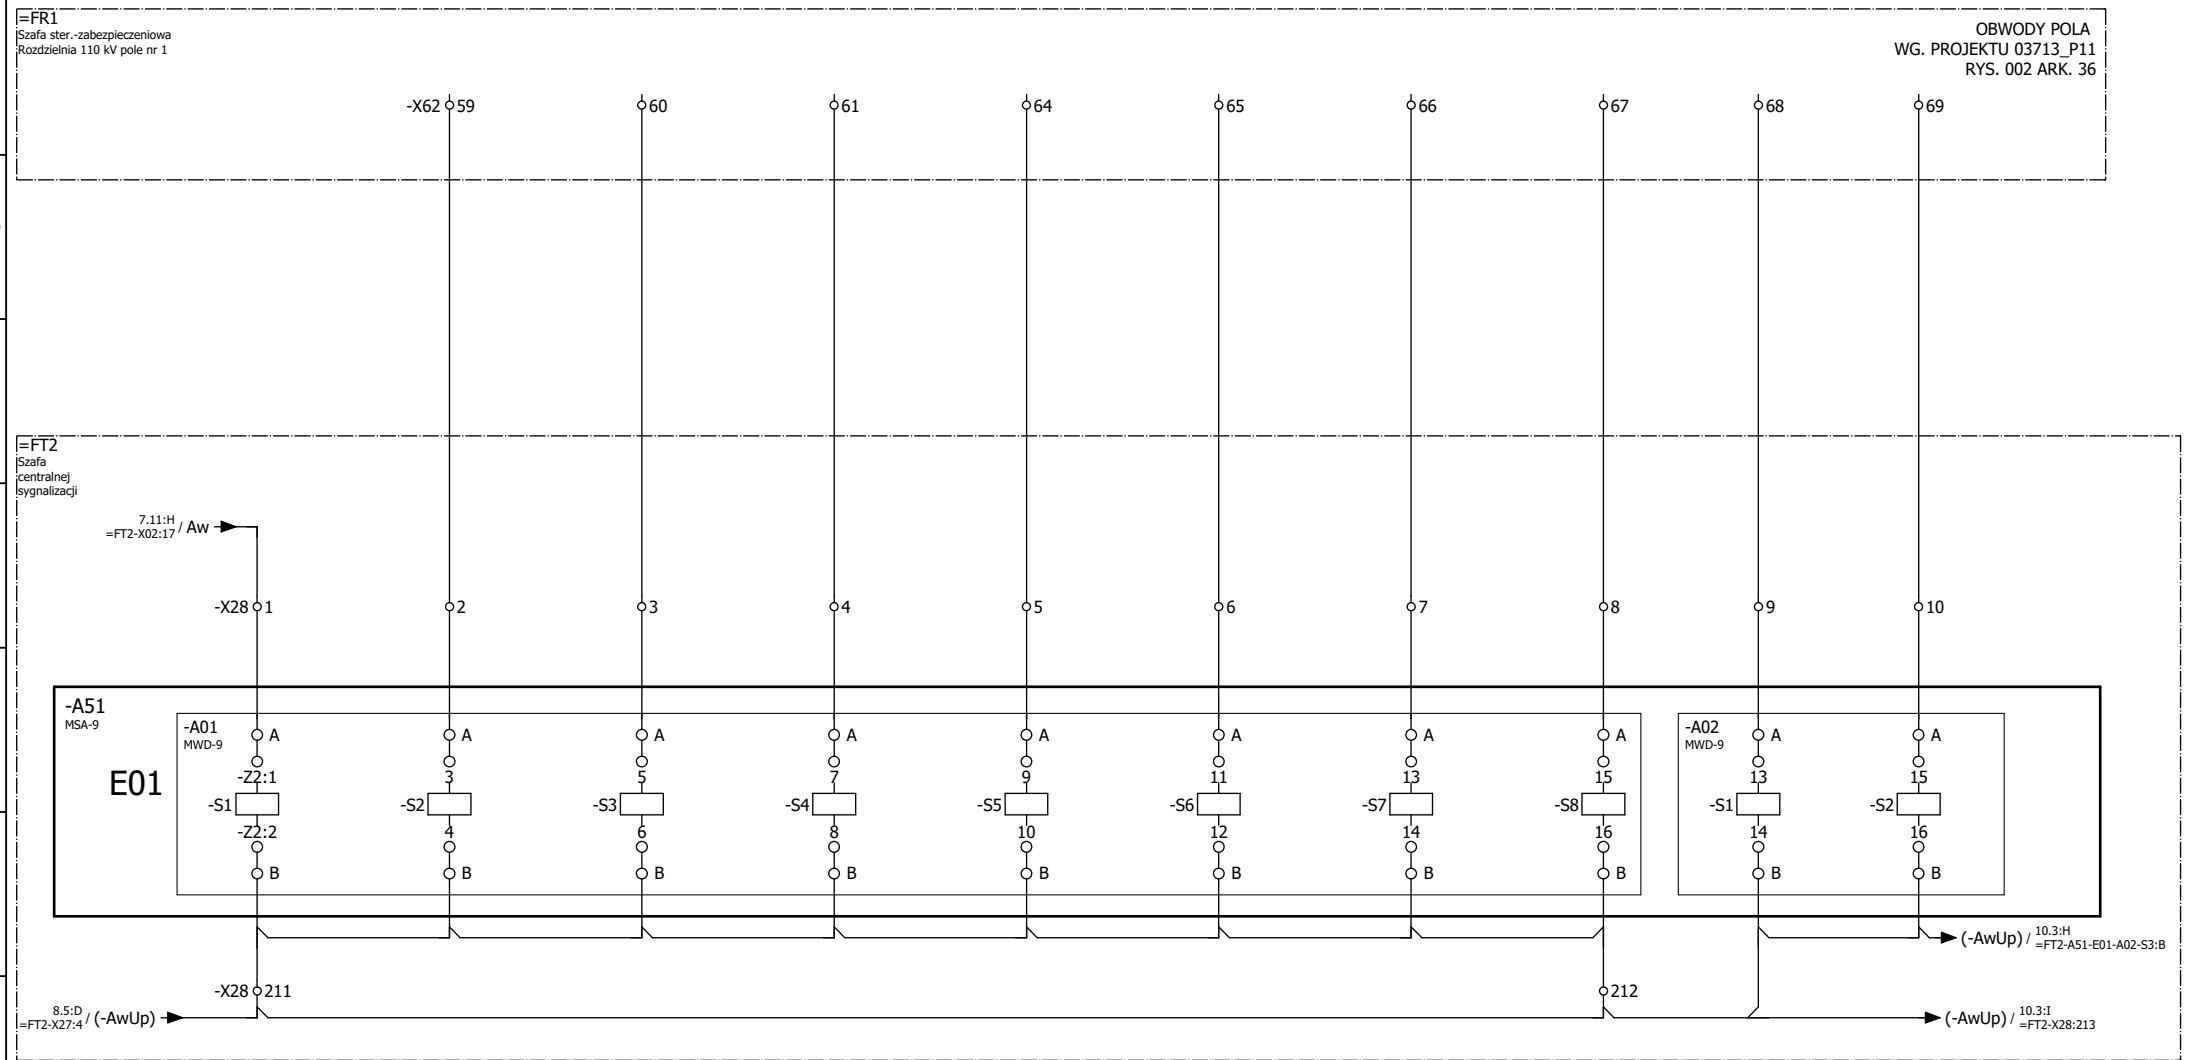 =FR1
Szafa ster.-zabezpieczeniowa
Rozdzielnia 110 kV pole nr 1
OBWODY POLA
WG. PROJEKTU 03713_P11
RYS. 002 ARK. 36
-X62 59 60 61 64 65 66 67 68 69
=FT2
Szafa
centralnej
sygnalizacji
7.11:H
=FT2-X02:17 / Aw
-X28 1 2 3 4 5 6 7 8 9 10
-A51
MSA-9
E01
-A01
MWD-9
-A02
MWD-9
A A A A A A A A A A
-Z2:1 3 5 7 9 11 13 15 13 15
-S1 -S2 -S3 -S4 -S5 -S6 -S7 -S8 -S1 -S2
-Z2:2 4 6 8 10 12 14 16 14 16
B B B B B B B B B B
(-AwUp) / 10.3:H
=FT2-A51-E01-A02-S3:B
-X28 211 212
8.5:D
=FT2-X27:4 / (-AwUp)
(-AwUp) / 10.3:I
=FT2-X28:213